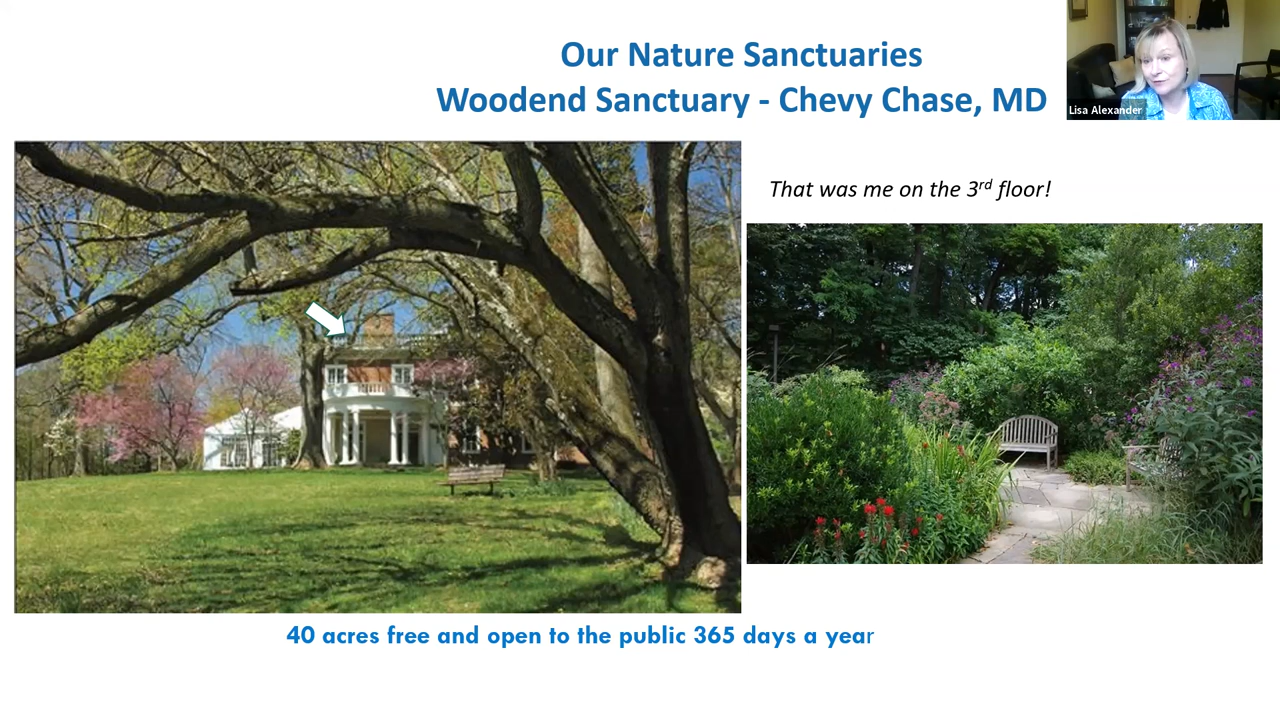 Our Nature Sanctuaries
Woodend Sanctuary - Chevy Chase, MD
Lisa Alexander
That was me on the 3rd floor!
40 acres free and open to the public 365 days a year